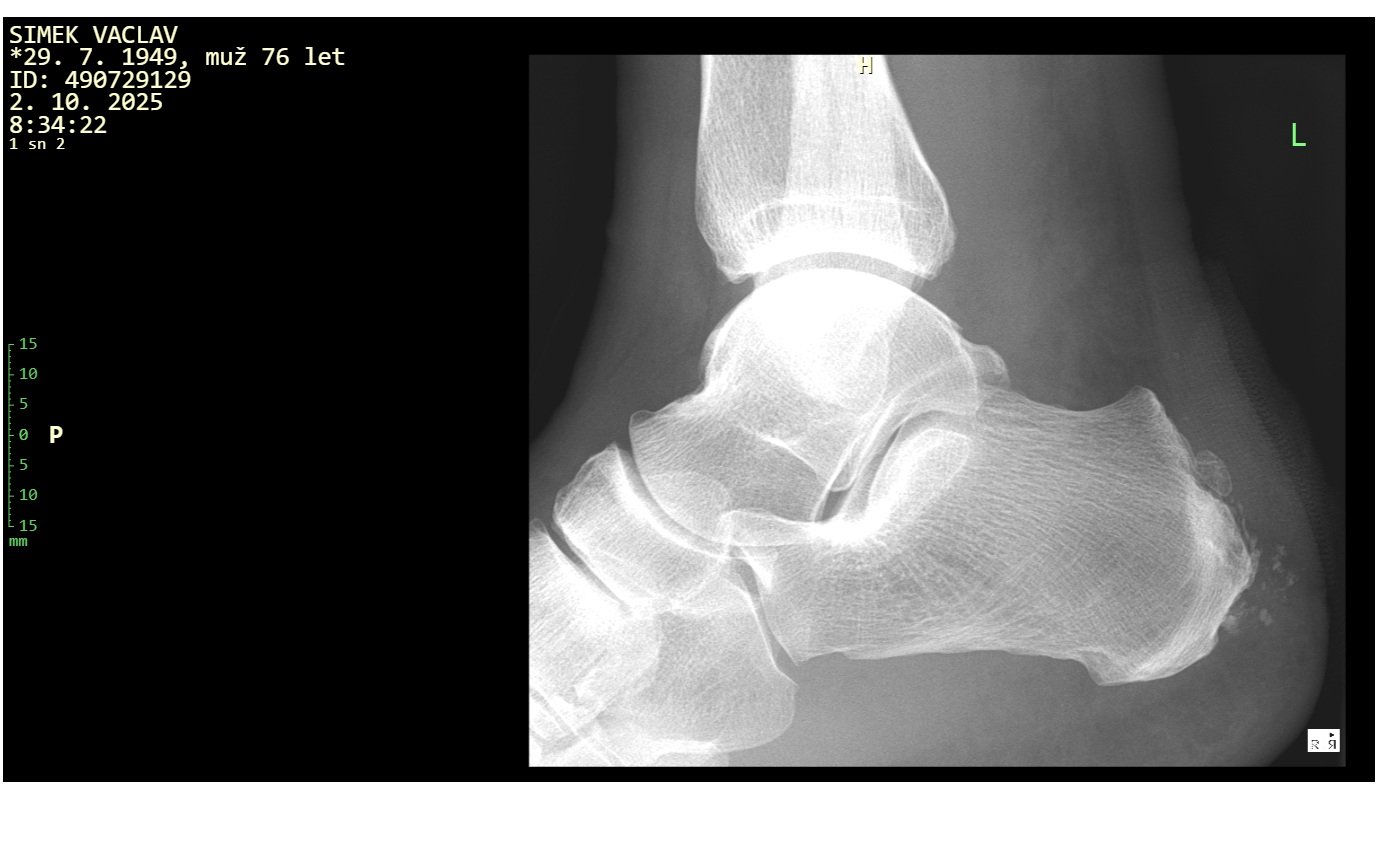 SIMEK VACLAV
*29. 7. 1949, muž 76 let
ID: 490729129
2. 10. 2025
8:34:22
1 sn 2
H
L
15
10
5
0
P
5
10
15
mm